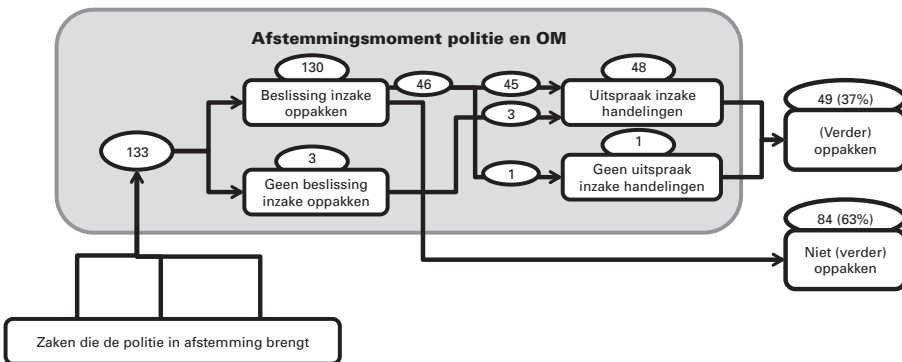 Afstemmingsmoment politie en OM
130
Beslissing inzake
oppakken
46
45
48
Uitspraak inzake
handelingen
3
49 (37%)
(Verder)
oppakken
133
3
Geen beslissing
inzake oppakken
1
1
Geen uitspraak
inzake handelingen
84 (63%)
Niet (verder)
oppakken
Zaken die de politie in afstemming brengt